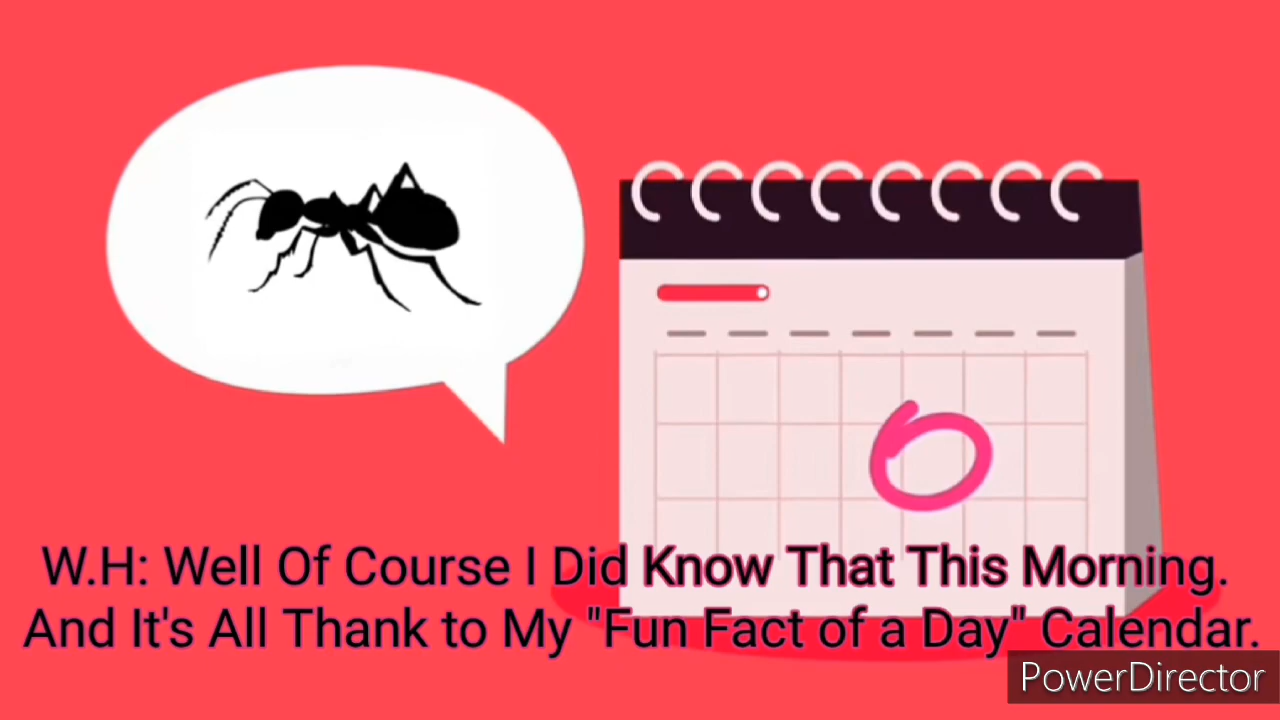 W.H: Well Of Course I Did Know That This Morning.
And It's All Thank to My "Fun Fact of a Day" Calendar.
PowerDirector